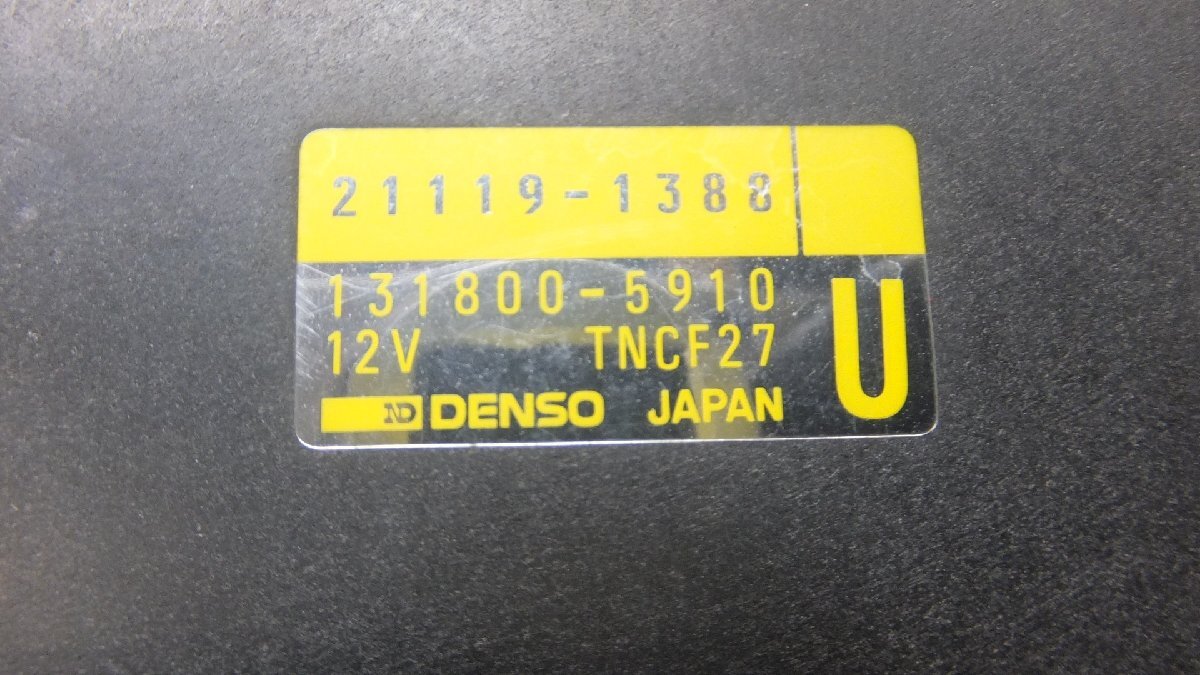 21119-1388
131800-5910
12V TNCF27
U
ND DENSO JAPAN